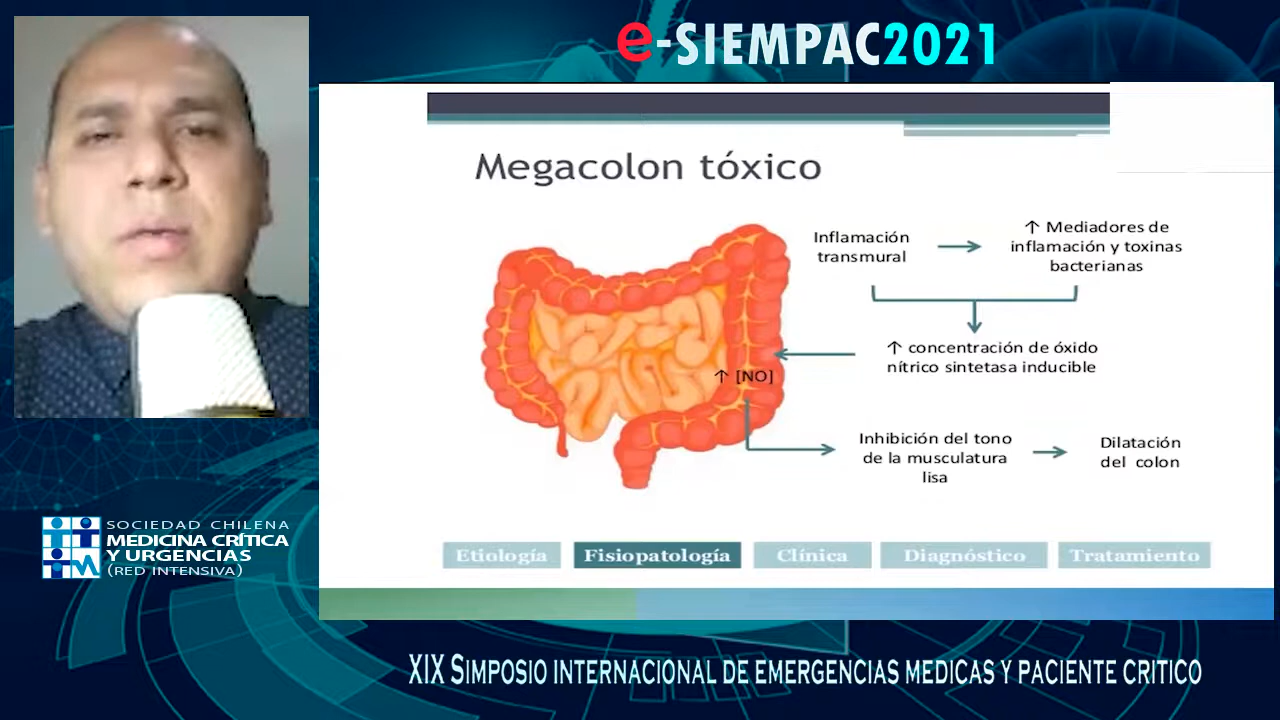 e-SIEMPAC2021
Megacolon tóxico
Inflamación
transmural
↑ Mediadores de
inflamación y toxinas
bacterianas
↑ concentración de óxido
nítrico sintetasa inducible
↑ [NO]
Inhibición del tono
de la musculatura
lisa
Dilatación
del colon
Etiología Fisiopatología Clínica Diagnóstico Tratamiento
SOCIEDAD CHILENA
MEDICINA CRÍTICA
Y URGENCIAS
(RED INTENSIVA)
XIX SIMPOSIO INTERNACIONAL DE EMERGENCIAS MEDICAS Y PACIENTE CRITICO